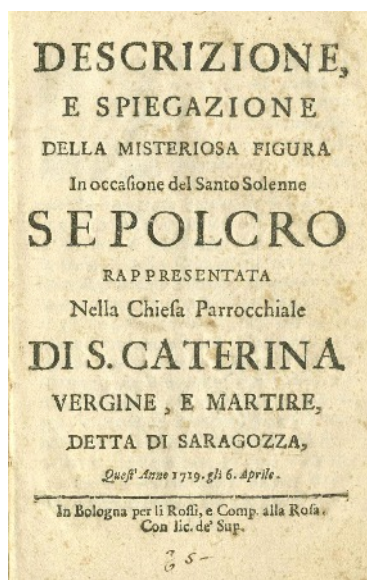 DESCRIZIONE,
E SPIEGAZIONE
DELLA MISTERIOSA FIGURA
In occaſione del Santo Solenne
SEPOLCRO
RAPPRESENTATA
Nella Chieſa Parrocchiale
DI S. CATERINA
VERGINE, E MARTIRE,
DETTA DI SARAGOZZA,
Queſt' Anno 1719. gli 6. Aprile.
In Bologna per li Roſſi, e Comp. alla Roſa.
Con lic. de' Sup.